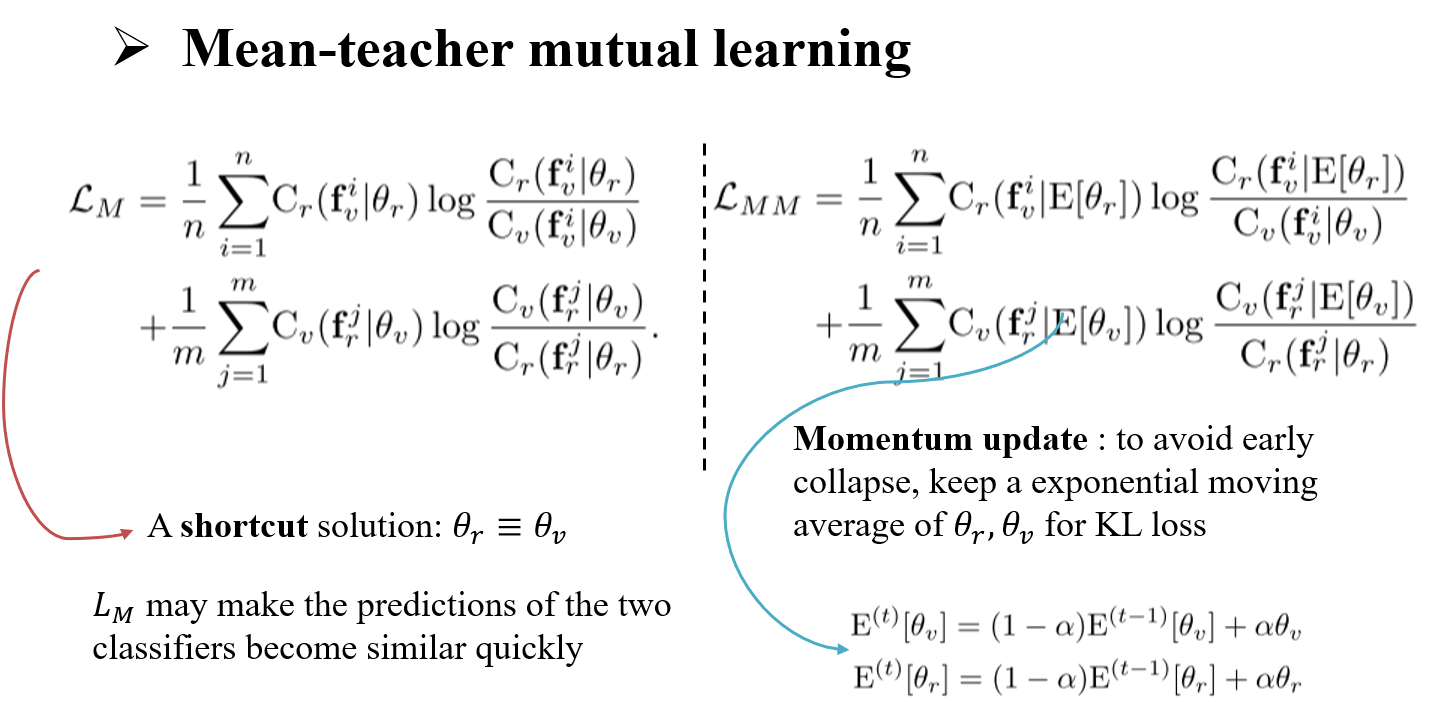 ➢ Mean-teacher mutual learning
$\mathcal{L}_M = \frac{1}{n} \sum_{i=1}^{n} \mathrm{C}_r(\mathbf{f}_v^i|\theta_r) \log \frac{\mathrm{C}_r(\mathbf{f}_v^i|\theta_r)}{\mathrm{C}_v(\mathbf{f}_v^i|\theta_v)}$
$+ \frac{1}{m} \sum_{j=1}^{m} \mathrm{C}_v(\mathbf{f}_r^j|\theta_v) \log \frac{\mathrm{C}_v(\mathbf{f}_r^j|\theta_v)}{\mathrm{C}_r(\mathbf{f}_r^j|\theta_r)}.$
A shortcut solution: $\theta_r \equiv \theta_v$
$L_M$ may make the predictions of the two
classifiers become similar quickly
$\mathcal{L}_{MM} = \frac{1}{n} \sum_{i=1}^{n} \mathrm{C}_r(\mathbf{f}_v^i|\mathrm{E}[\theta_r]) \log \frac{\mathrm{C}_r(\mathbf{f}_v^i|\mathrm{E}[\theta_r])}{\mathrm{C}_v(\mathbf{f}_v^i|\theta_v)}$
$+ \frac{1}{m} \sum_{j=1}^{m} \mathrm{C}_v(\mathbf{f}_r^j|\mathrm{E}[\theta_v]) \log \frac{\mathrm{C}_v(\mathbf{f}_r^j|\mathrm{E}[\theta_v])}{\mathrm{C}_r(\mathbf{f}_r^j|\theta_r)}$
Momentum update : to avoid early
collapse, keep a exponential moving
average of $\theta_r, \theta_v$ for KL loss
$\mathrm{E}^{(t)}[\theta_v] = (1 - \alpha)\mathrm{E}^{(t-1)}[\theta_v] + \alpha\theta_v$
$\mathrm{E}^{(t)}[\theta_r] = (1 - \alpha)\mathrm{E}^{(t-1)}[\theta_r] + \alpha\theta_r$